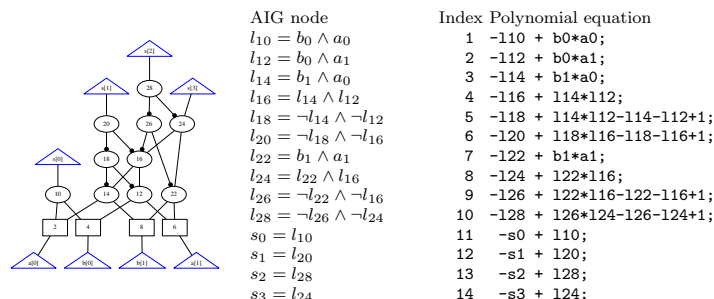 AIG node Index Polynomial equation
l10 = b0 ∧ a0 1 -l10 + b0*a0;
l12 = b0 ∧ a1 2 -l12 + b0*a1;
l14 = b1 ∧ a0 3 -l14 + b1*a0;
l16 = l14 ∧ l12 4 -l16 + l14*l12;
l18 = ¬l14 ∧ ¬l12 5 -l18 + l14*l12-l14-l12+1;
l20 = ¬l18 ∧ ¬l16 6 -l20 + l18*l16-l18-l16+1;
l22 = b1 ∧ a1 7 -l22 + b1*a1;
l24 = l22 ∧ l16 8 -l24 + l22*l16;
l26 = ¬l22 ∧ ¬l16 9 -l26 + l22*l16-l22-l16+1;
l28 = ¬l26 ∧ ¬l24 10 -l28 + l26*l24-l26-l24+1;
s0 = l10 11 -s0 + l10;
s1 = l20 12 -s1 + l20;
s2 = l28 13 -s2 + l28;
s3 = l24 14 -s3 + l24;
s[2]
s[1] 28 s[3]
20 26 24
s[0] 18 16
10 14 12 22
2 4 8 6
a[0] b[0] b[1] a[1]